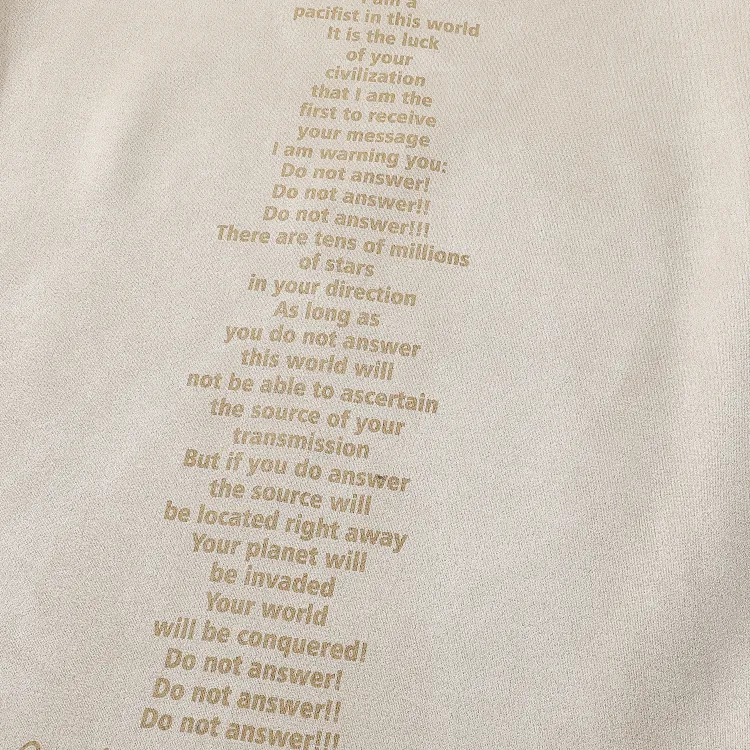 I am a
pacifist in this world
It is the luck
of your
civilization
that I am the
first to receive
your message
I am warning you:
Do not answer!
Do not answer!!
Do not answer!!!
There are tens of millions
of stars
in your direction
As long as
you do not answer
this world will
not be able to ascertain
the source of your
transmission
But if you do answer
the source will
be located right away
Your planet will
be invaded
Your world
will be conquered!
Do not answer!
Do not answer!!
Do not answer!!!